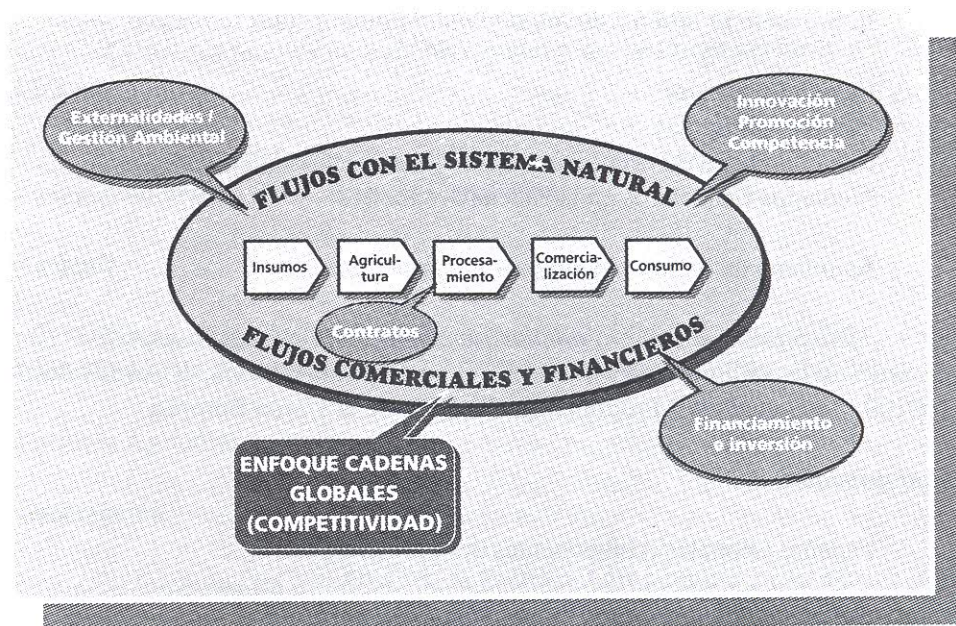 Externalidades /
Gestión Ambiental
Innovación
Promoción
Competencia
FLUJOS CON EL SISTEMA NATURAL
Insumos
Agricul-
tura
Procesa-
miento
Comercia-
lización
Consumo
Contratos
FLUJOS COMERCIALES Y FINANCIEROS
Financiamiento
e inversión
ENFOQUE CADENAS
GLOBALES
(COMPETITIVIDAD)